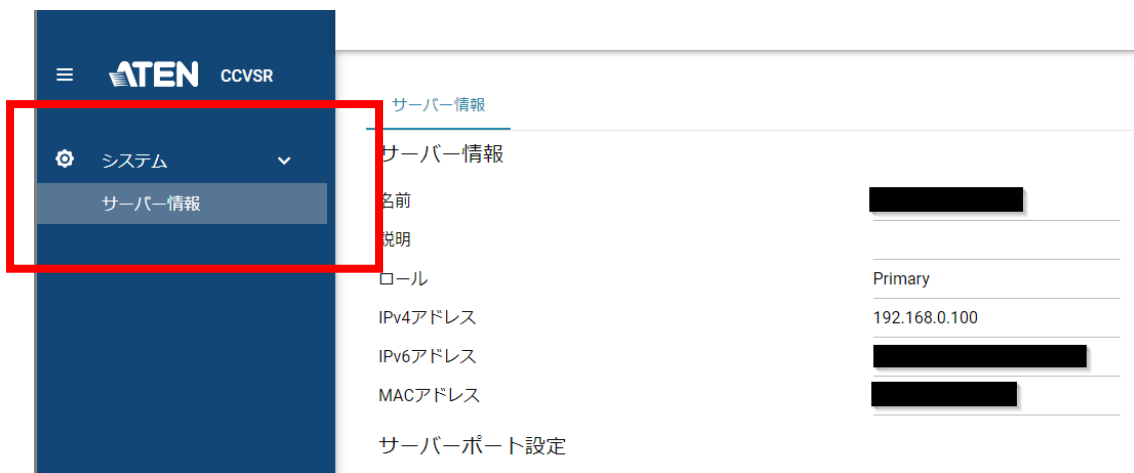 ATEN CCVSR
システム
サーバー情報
サーバー情報
サーバー情報
名前
説明
ロール Primary
IPv4アドレス 192.168.0.100
IPv6アドレス
MACアドレス
サーバーポート設定